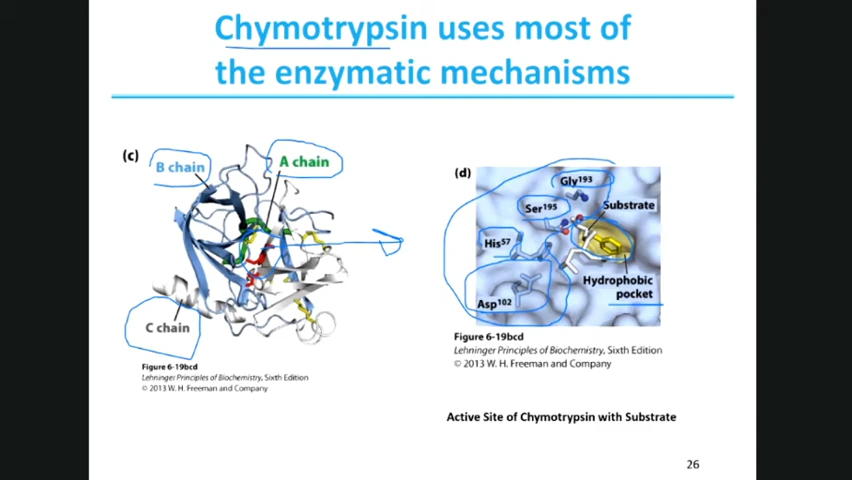 Chymotrypsin uses most of
the enzymatic mechanisms
(c)
B chain
A chain
C chain
Figure 6-19bcd
Lehninger Principles of Biochemistry, Sixth Edition
© 2013 W. H. Freeman and Company
(d)
Gly193
Ser195
Substrate
His57
Hydrophobic
pocket
Asp102
Figure 6-19bcd
Lehninger Principles of Biochemistry, Sixth Edition
© 2013 W. H. Freeman and Company
Active Site of Chymotrypsin with Substrate
26